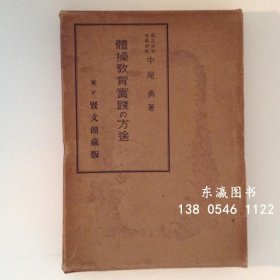 中尾勇著
體操教育實踐の方途
東京 賢文館藏版
东瀛图书
138 0546 1122